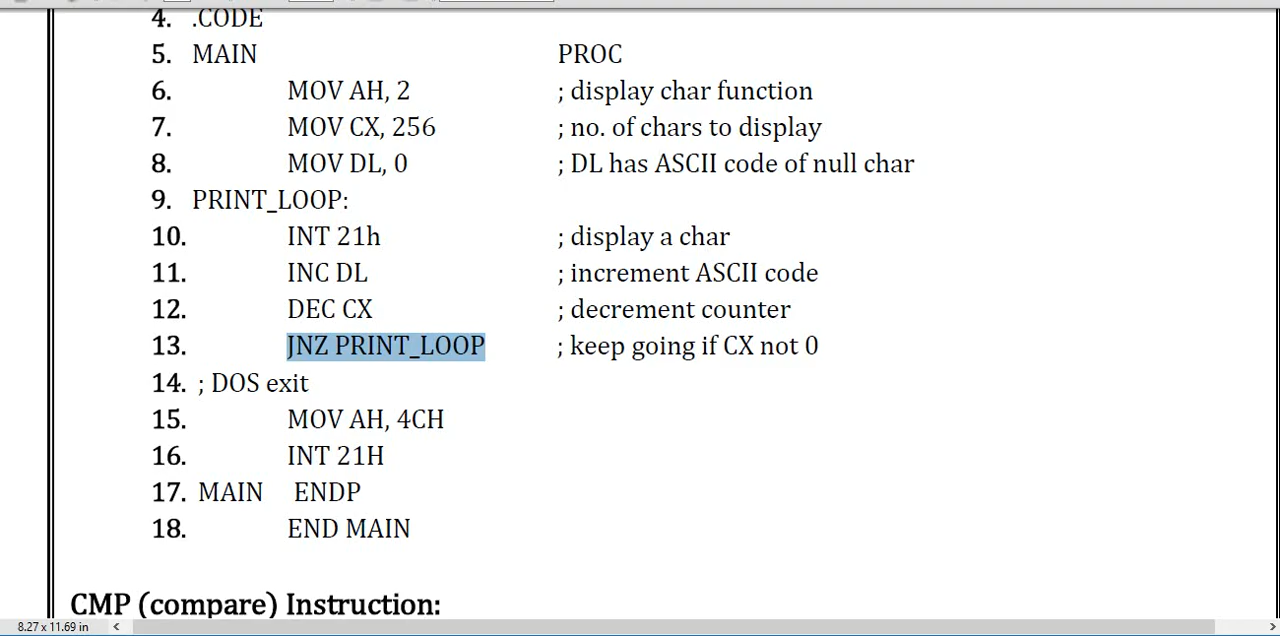 4. .CODE
5. MAIN PROC
6. MOV AH, 2 ; display char function
7. MOV CX, 256 ; no. of chars to display
8. MOV DL, 0 ; DL has ASCII code of null char
9. PRINT_LOOP:
10. INT 21h ; display a char
11. INC DL ; increment ASCII code
12. DEC CX ; decrement counter
13. JNZ PRINT_LOOP ; keep going if CX not 0
14. ; DOS exit
15. MOV AH, 4CH
16. INT 21H
17. MAIN ENDP
18. END MAIN
CMP (compare) Instruction:
8.27 x 11.69 in